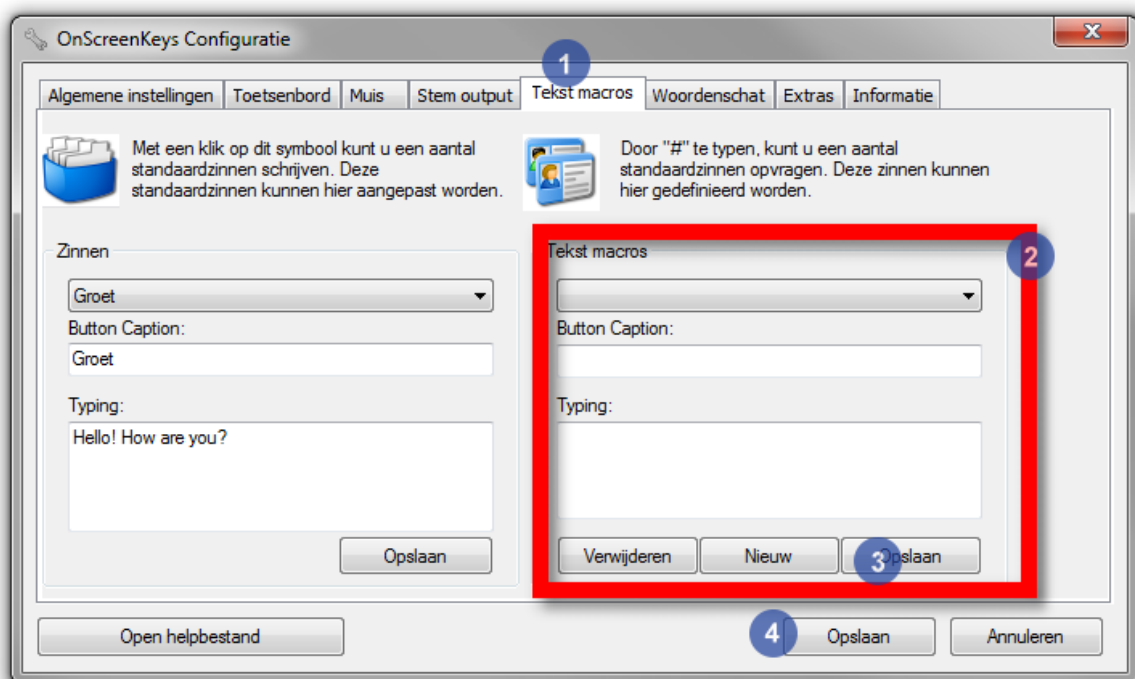 OnScreenKeys Configuratie
1
Algemene instellingen Toetsenbord Muis Stem output Tekst macros Woordenschat Extras Informatie
Met een klik op dit symbool kunt u een aantal
standaardzinnen schrijven. Deze
standaardzinnen kunnen hier aangepast worden.
Door "#" te typen, kunt u een aantal
standaardzinnen opvragen. Deze zinnen kunnen
hier gedefinieerd worden.
Zinnen
Groet
Button Caption:
Groet
Typing:
Hello! How are you?
Opslaan
Tekst macros
2
Button Caption:
Typing:
Verwijderen Nieuw 3 Opslaan
Open helpbestand 4 Opslaan Annuleren